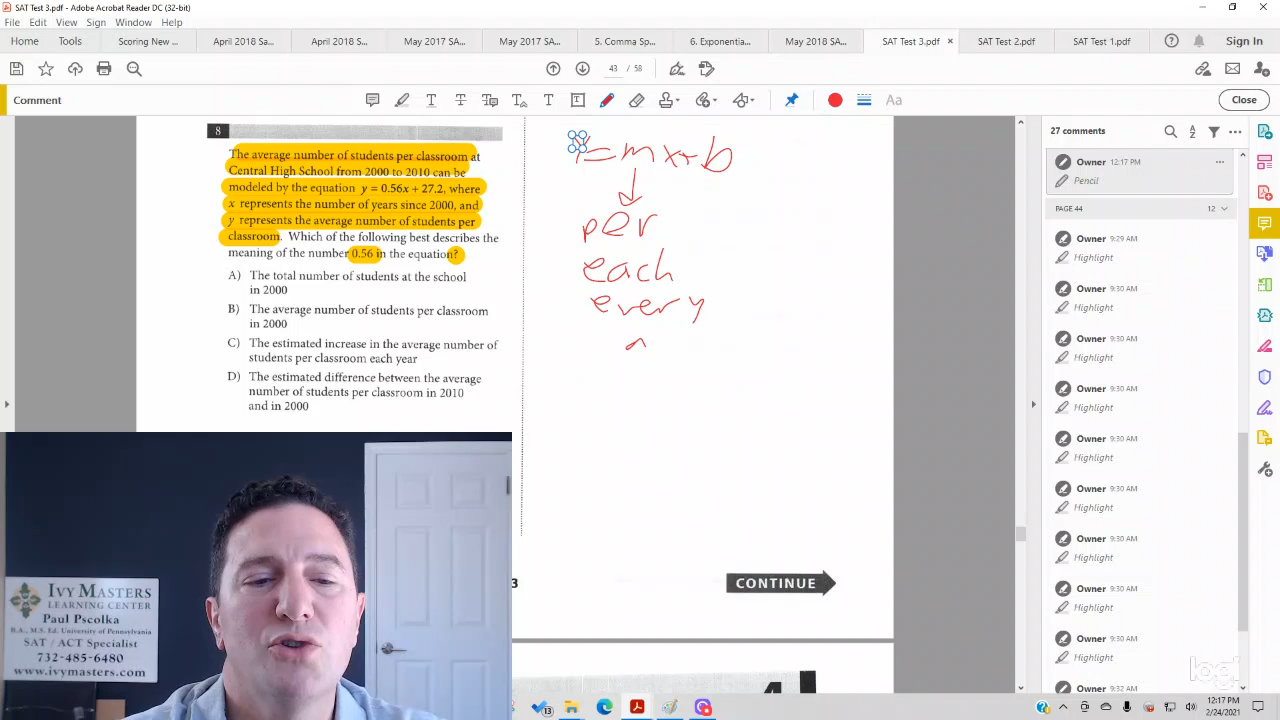 SAT Test 3.pdf - Adobe Acrobat Reader DC (32-bit)
File Edit View Sign Window Help
Home Tools Scoring New ... April 2018 Sa... April 2018 S... May 2017 SA... May 2017 SA... 5. Comma Sp... 6. Exponentia... May 2018 SA... SAT Test 3.pdf × SAT Test 2.pdf SAT Test 1.pdf Sign In
43 / 58
Comment
Aa
Close
8
The average number of students per classroom at
Central High School from 2000 to 2010 can be
modeled by the equation y = 0.56x + 27.2, where
x represents the number of years since 2000, and
y represents the average number of students per
classroom. Which of the following best describes the
meaning of the number 0.56 in the equation?
A) The total number of students at the school
in 2000
B) The average number of students per classroom
in 2000
C) The estimated increase in the average number of
students per classroom each year
D) The estimated difference between the average
number of students per classroom in 2010
and in 2000
y=mx+b
per
each
every
a
3
CONTINUE
4
27 comments
Owner 12:17 PM
Pencil
PAGE 44 12
Owner 9:29 AM
Highlight
Owner 9:30 AM
Highlight
Owner 9:30 AM
Highlight
Owner 9:30 AM
Highlight
Owner 9:30 AM
Highlight
Owner 9:30 AM
Highlight
Owner 9:30 AM
Highlight
Owner 9:30 AM
Highlight
Owner 9:30 AM
Highlight
Owner 9:32 AM
IVY MASTERS
LEARNING CENTER
Paul Pscolka
B.A., M.S. Ed. University of Pennsylvania
SAT / ACT Specialist
732-485-6480
www.ivymasters.com
logi
13
12:17 PM
2/24/2021